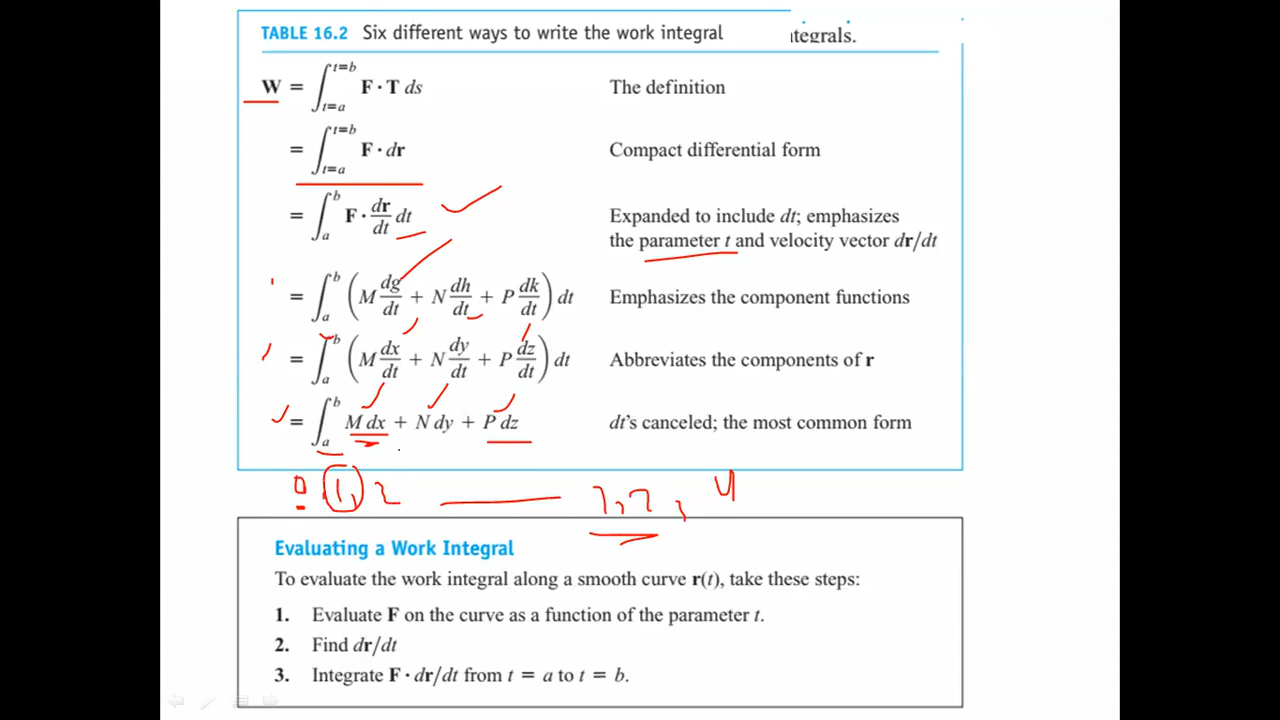 TABLE 16.2 Six different ways to write the work integral
tegrals.
W = ∫_{t=a}^{t=b} F · T ds The definition
= ∫_{t=a}^{t=b} F · dr Compact differential form
= ∫_a^b F · dr/dt dt Expanded to include dt; emphasizes
the parameter t and velocity vector dr/dt
= ∫_a^b (M dg/dt + N dh/dt + P dk/dt) dt Emphasizes the component functions
= ∫_a^b (M dx/dt + N dy/dt + P dz/dt) dt Abbreviates the components of r
= ∫_a^b M dx + N dy + P dz dt's canceled; the most common form
0 1, 2
Evaluating a Work Integral
To evaluate the work integral along a smooth curve r(t), take these steps:
1. Evaluate F on the curve as a function of the parameter t.
2. Find dr/dt
3. Integrate F · dr/dt from t = a to t = b.